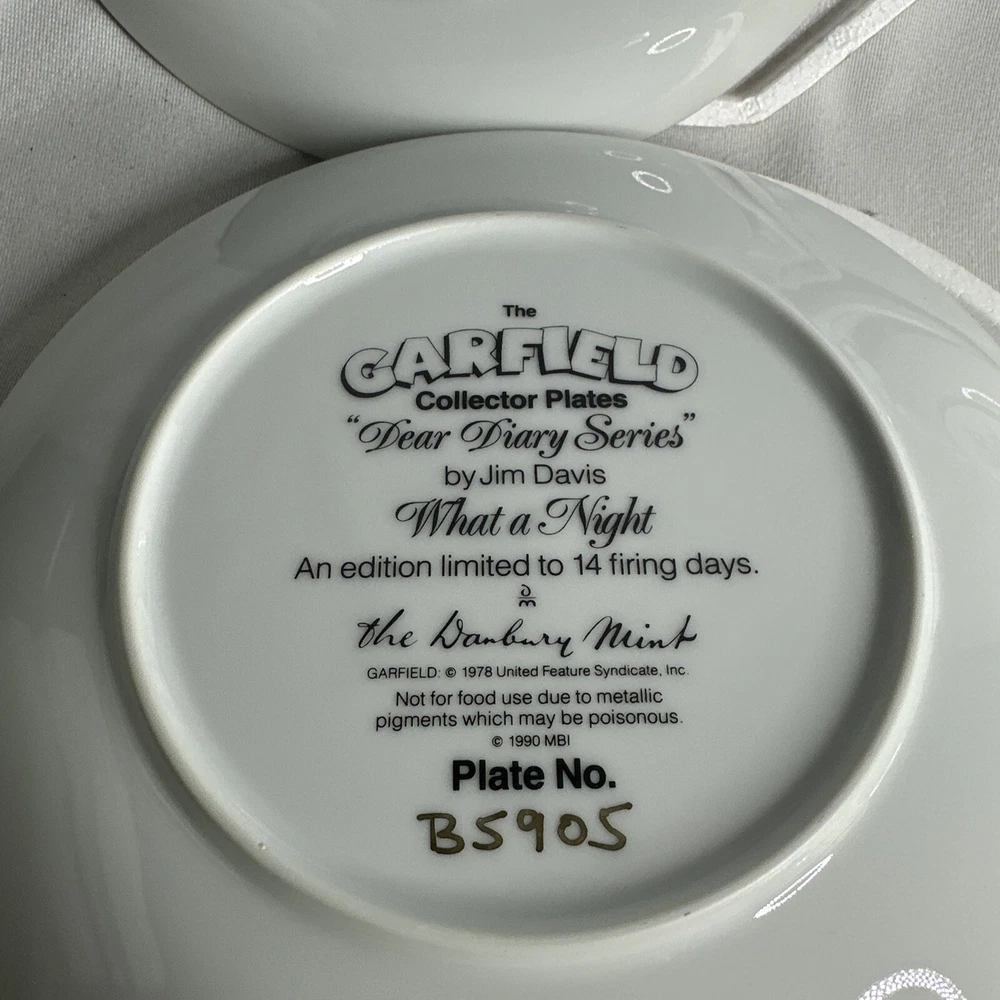 The
GARFIELD
Collector Plates
“Dear Diary Series”
by Jim Davis
What a Night
An edition limited to 14 firing days.
the Danbury Mint
GARFIELD: © 1978 United Feature Syndicate, Inc.
Not for food use due to metallic
pigments which may be poisonous.
© 1990 MBI
Plate No.
B5905